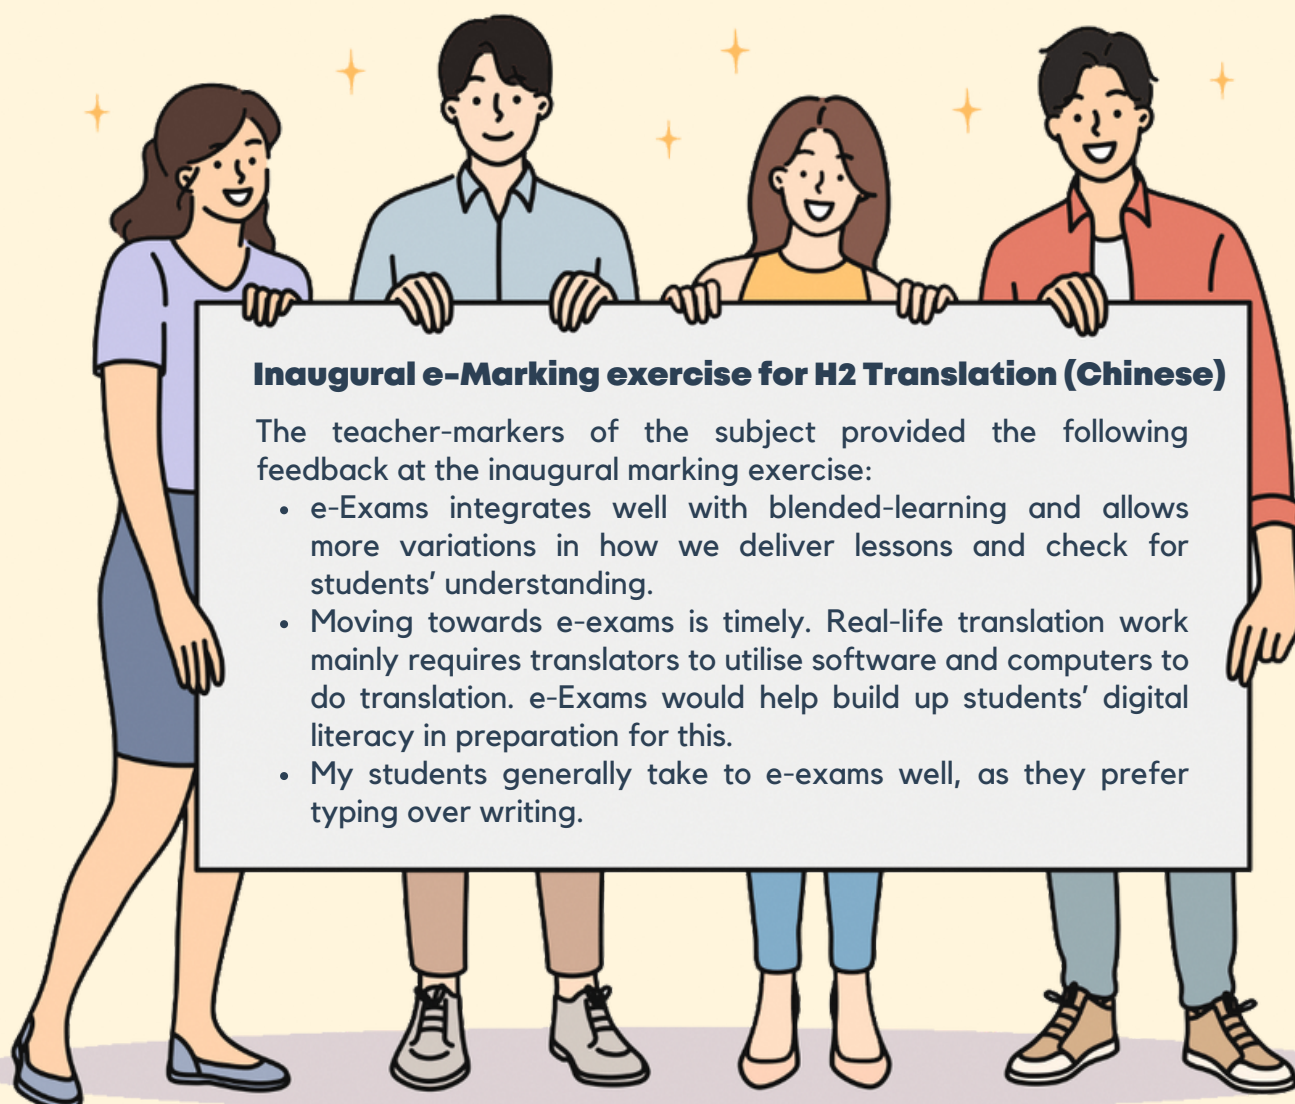 Inaugural e-Marking exercise for H2 Translation (Chinese)
The teacher-markers of the subject provided the following
feedback at the inaugural marking exercise:
• e-Exams integrates well with blended-learning and allows
more variations in how we deliver lessons and check for
students’ understanding.
• Moving towards e-exams is timely. Real-life translation work
mainly requires translators to utilise software and computers to
do translation. e-Exams would help build up students’ digital
literacy in preparation for this.
• My students generally take to e-exams well, as they prefer
typing over writing.